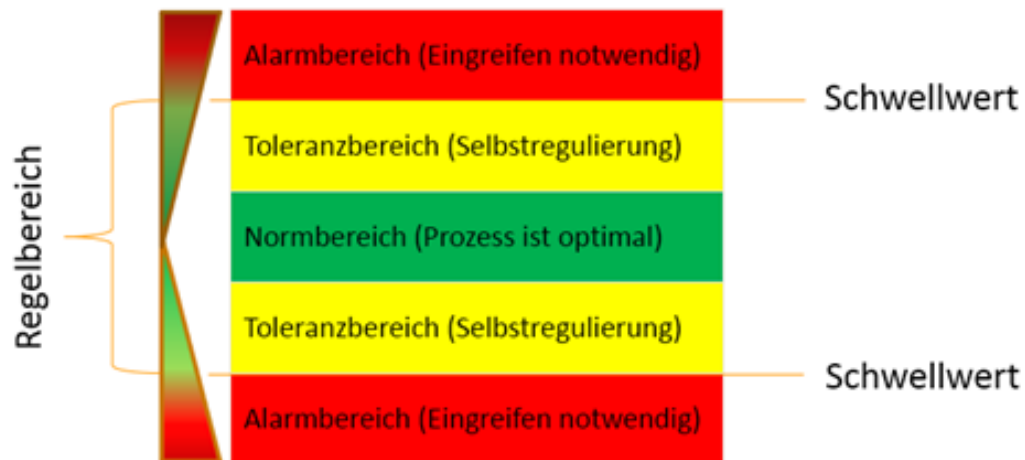 Alarmbereich (Eingreifen notwendig)
Schwellwert
Toleranzbereich (Selbstregulierung)
Regelbereich
Normbereich (Prozess ist optimal)
Toleranzbereich (Selbstregulierung)
Schwellwert
Alarmbereich (Eingreifen notwendig)